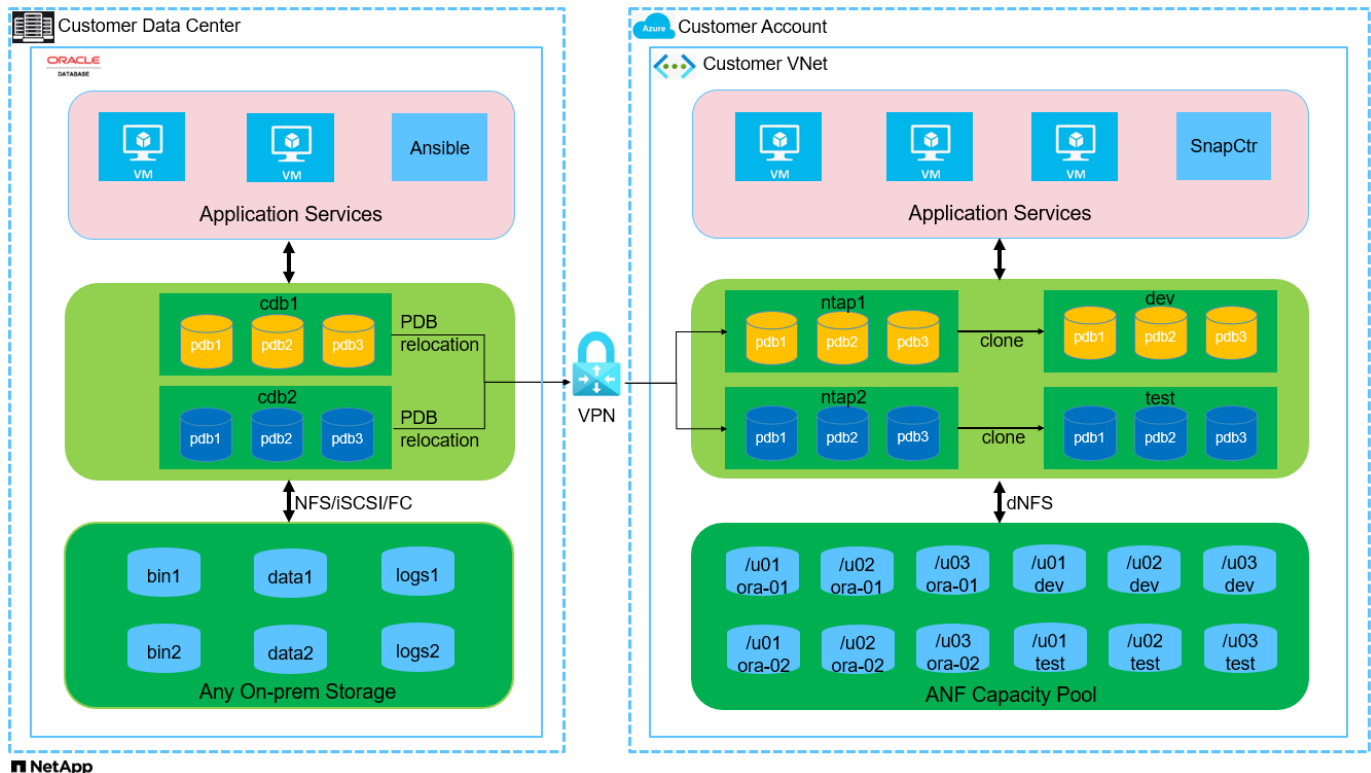 Customer Data Center
ORACLE
DATABASE
VM
VM
Ansible
Application Services
cdb1
pdb1
pdb2
pdb3
PDB
relocation
cdb2
pdb1
pdb2
pdb3
PDB
relocation
NFS/iSCSI/FC
bin1
data1
logs1
bin2
data2
logs2
Any On-prem Storage
VPN
Azure
Customer Account
Customer VNet
VM
VM
VM
SnapCtr
Application Services
ntap1
pdb1
pdb2
pdb3
clone
dev
pdb1
pdb2
pdb3
ntap2
pdb1
pdb2
pdb3
clone
test
pdb1
pdb2
pdb3
dNFS
/u01
ora-01
/u02
ora-01
/u03
ora-01
/u01
dev
/u02
dev
/u03
dev
/u01
ora-02
/u02
ora-02
/u03
ora-02
/u01
test
/u02
test
/u03
test
ANF Capacity Pool
NetApp